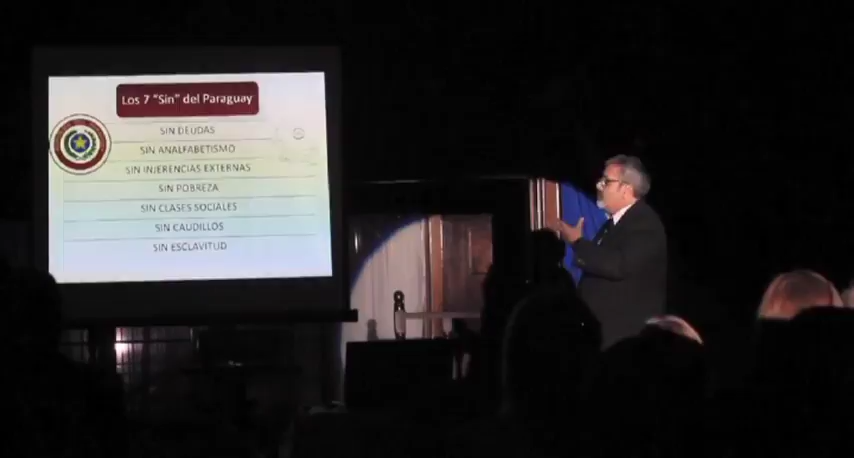 Los 7 "Sin" del Paraguay
SIN DEUDAS
SIN ANALFABETISMO
SIN INJERENCIAS EXTERNAS
SIN POBREZA
SIN CLASES SOCIALES
SIN CAUDILLOS
SIN ESCLAVITUD